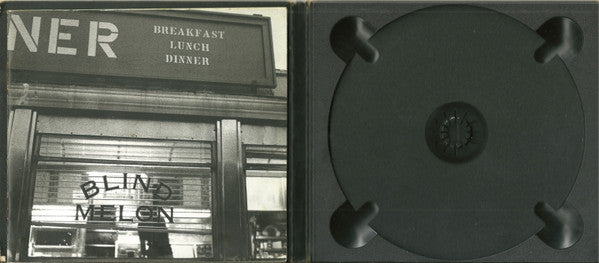 NER
BREAKFAST
LUNCH
DINNER
BLIND
MELON